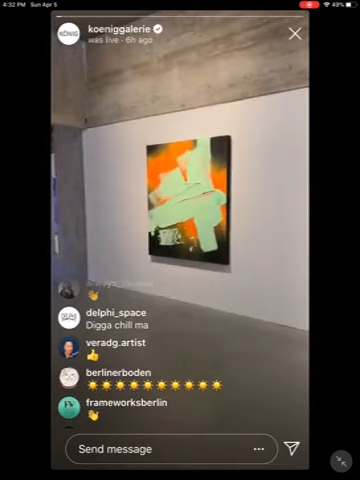 4:32 PM Sun Apr 5
49%
KÖNIG
koeniggalerie
was live · 6h ago
delphi_space
Digga chill ma
veradg.artist
berlinerboden
frameworksberlin
Send message